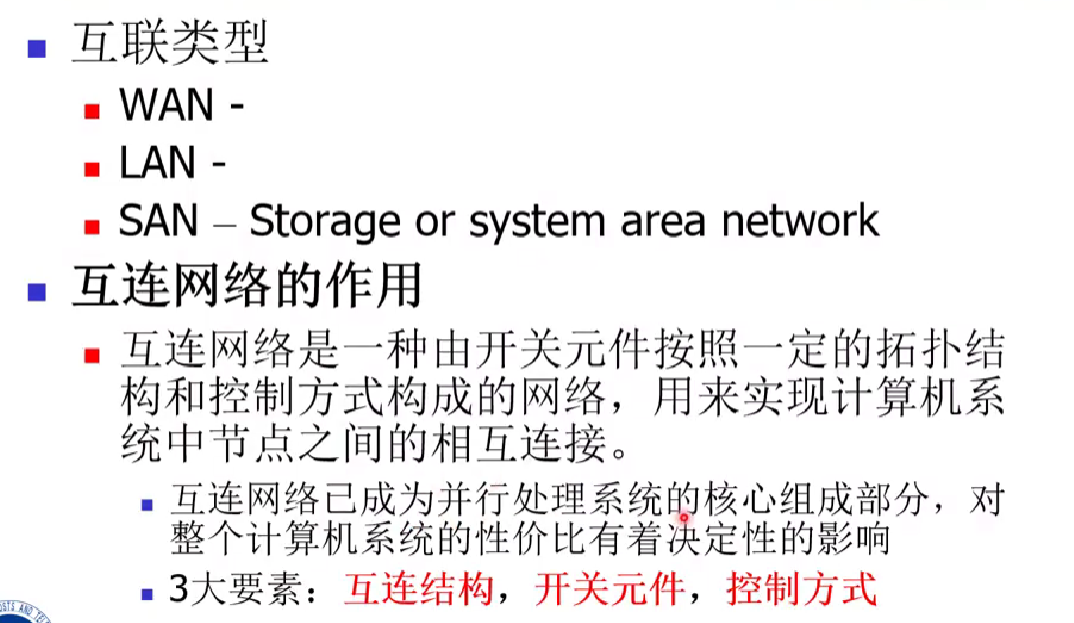 互联类型
WAN -
LAN -
SAN – Storage or system area network
互连网络的作用
互连网络是一种由开关元件按照一定的拓扑结
构和控制方式构成的网络，用来实现计算机系
统中节点之间的相互连接。
互连网络已成为并行处理系统的核心组成部分，对
整个计算机系统的性价比有着决定性的影响
3大要素：互连结构，开关元件，控制方式